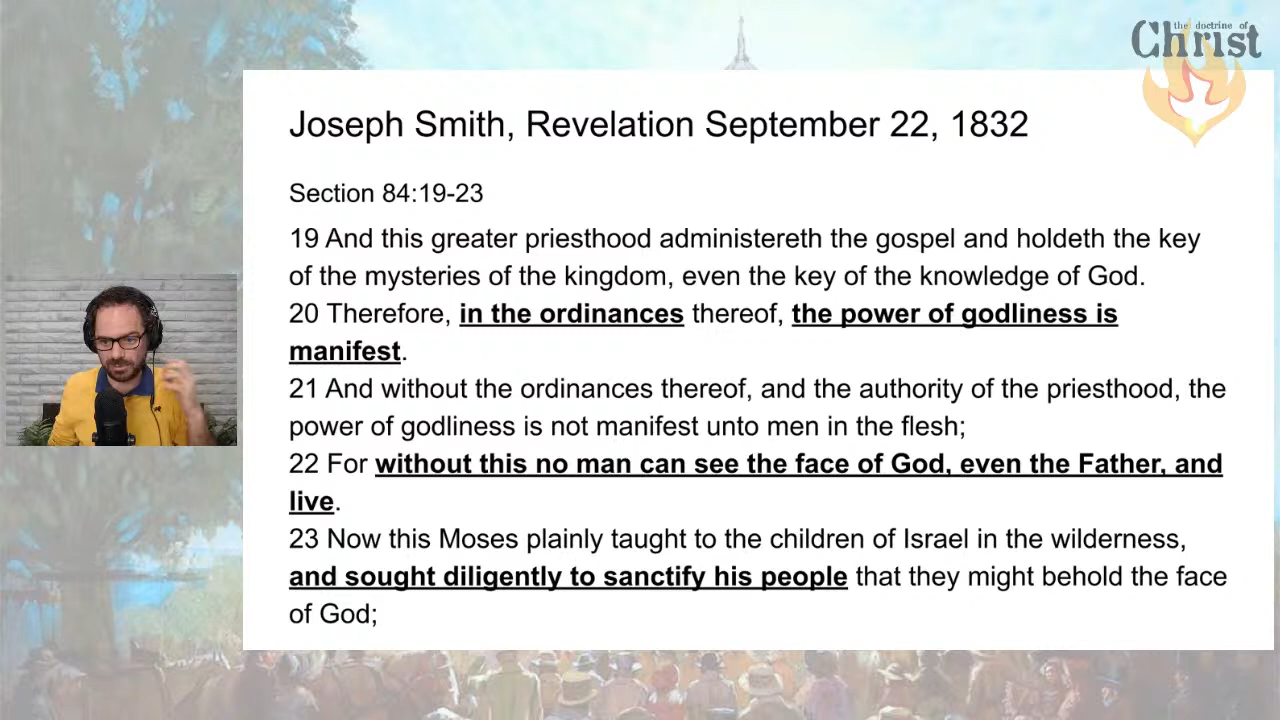 the doctrine of
Christ
Joseph Smith, Revelation September 22, 1832
Section 84:19-23
19 And this greater priesthood administereth the gospel and holdeth the key
of the mysteries of the kingdom, even the key of the knowledge of God.
20 Therefore, in the ordinances thereof, the power of godliness is
manifest.
21 And without the ordinances thereof, and the authority of the priesthood, the
power of godliness is not manifest unto men in the flesh;
22 For without this no man can see the face of God, even the Father, and
live.
23 Now this Moses plainly taught to the children of Israel in the wilderness,
and sought diligently to sanctify his people that they might behold the face
of God;